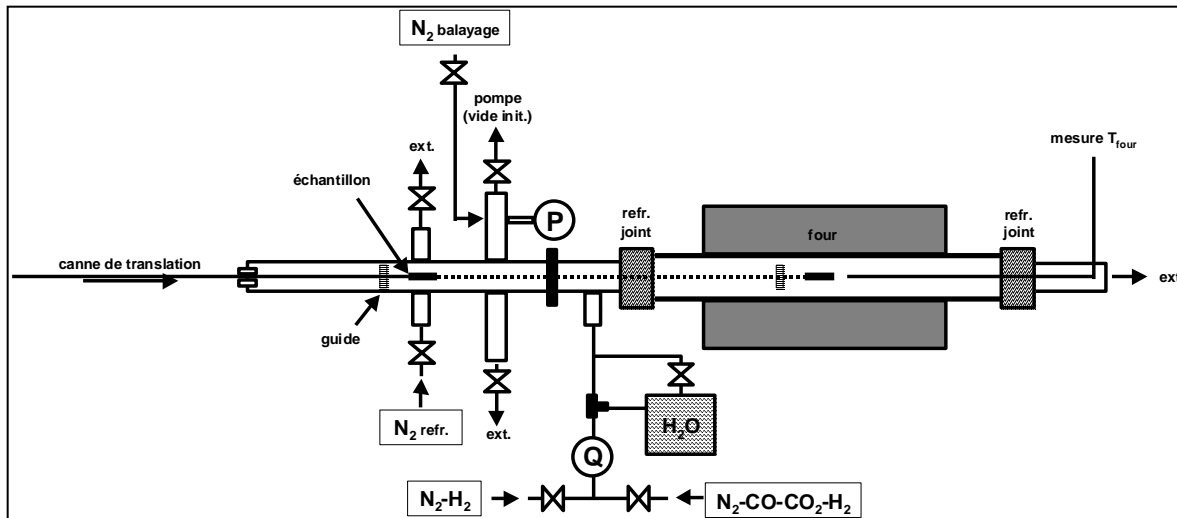 N2 balayage
pompe
(vide init.)
ext.
mesure Tfour
échantillon
P
refr.
joint
four
refr.
joint
canne de translation
ext.
guide
N2 refr.
ext.
H2O
Q
N2-H2
N2-CO-CO2-H2